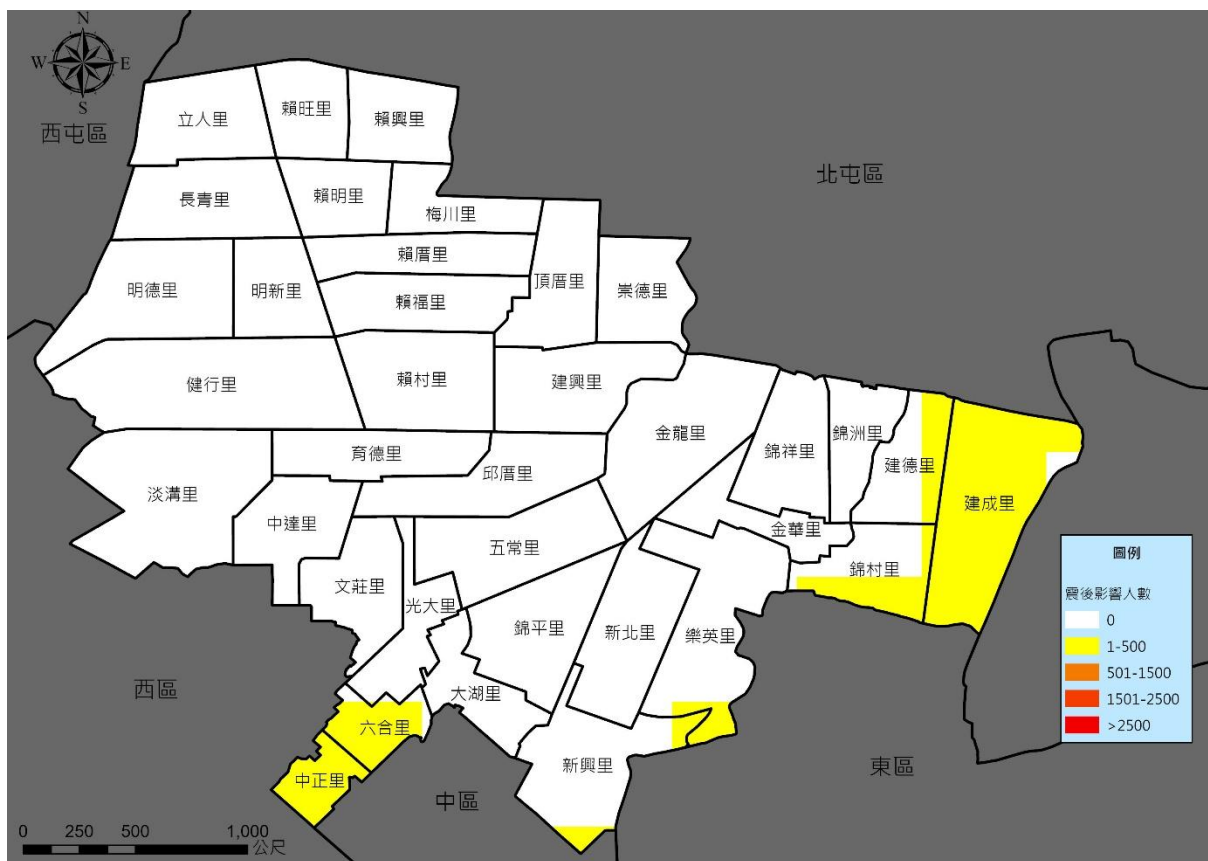 N
W
E
S
西屯區
北屯區
立人里
賴旺里
賴興里
長青里
賴明里
梅川里
賴厝里
頂厝里
崇德里
明德里
明新里
賴福里
健行里
賴村里
建興里
金龍里
錦祥里
錦洲里
建德里
建成里
育德里
邱厝里
淡溝里
中達里
五常里
金華里
錦村里
文莊里
光大里
錦平里
新北里
樂英里
大湖里
六合里
中正里
新興里
西區
中區
東區
圖例
震後影響人數
0
1-500
501-1500
1501-2500
>2500
0 250 500 1,000
公尺